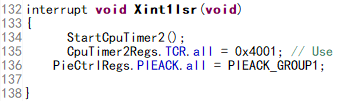 132 interrupt void Xint1Isr(void)
133 {
134 StartCpuTimer2();
135 CpuTimer2Regs.TCR.all = 0x4001; // Use
136 PieCtrlRegs.PIEACK.all = PIEACK_GROUP1;
137
138 }